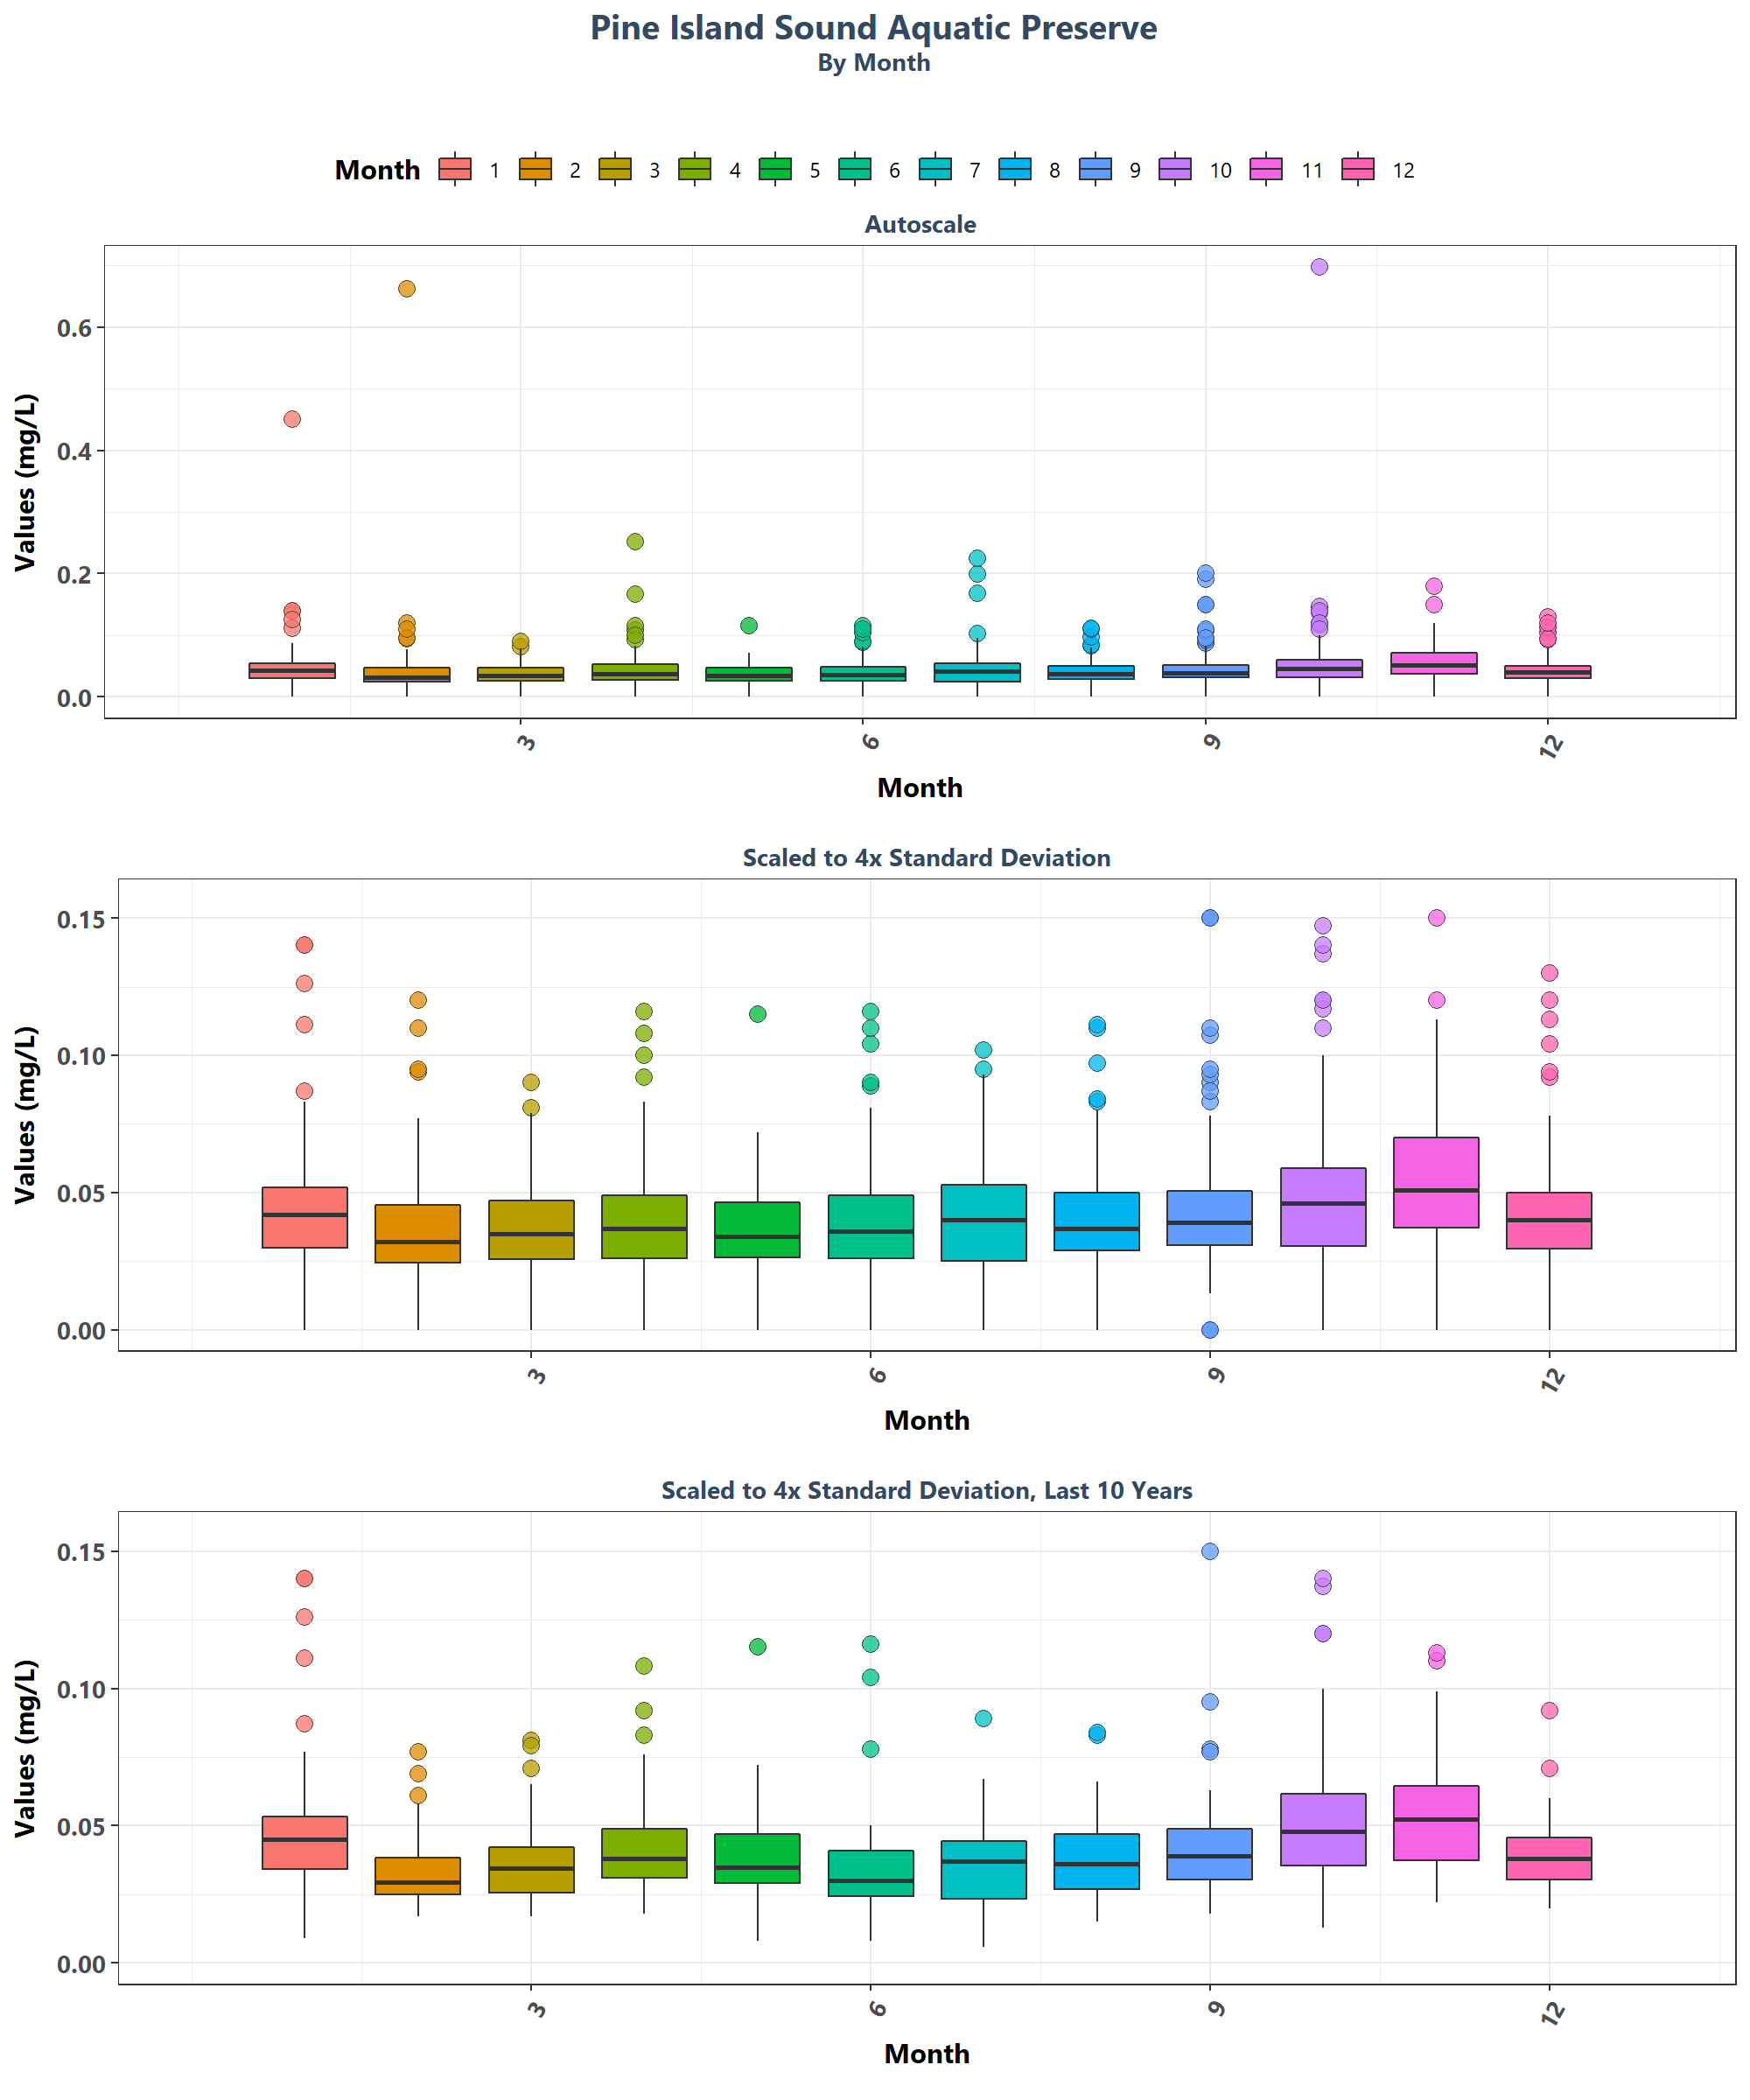 Pine Island Sound Aquatic Preserve
By Month
Month 1 2 3 4 5 6 7 8 9 10 11 12
Autoscale
Values (mg/L)
0.6
0.4
0.2
0.0
3 6 9 12
Month
Scaled to 4x Standard Deviation
Values (mg/L)
0.15
0.10
0.05
0.00
3 6 9 12
Month
Scaled to 4x Standard Deviation, Last 10 Years
Values (mg/L)
0.15
0.10
0.05
0.00
3 6 9 12
Month